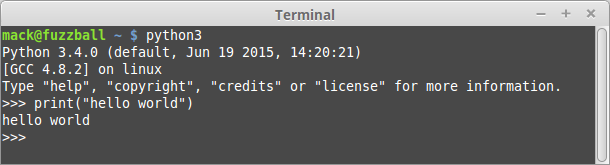 Terminal
mack@fuzzball ~ $ python3
Python 3.4.0 (default, Jun 19 2015, 14:20:21)
[GCC 4.8.2] on linux
Type "help", "copyright", "credits" or "license" for more information.
>>> print("hello world")
hello world
>>>